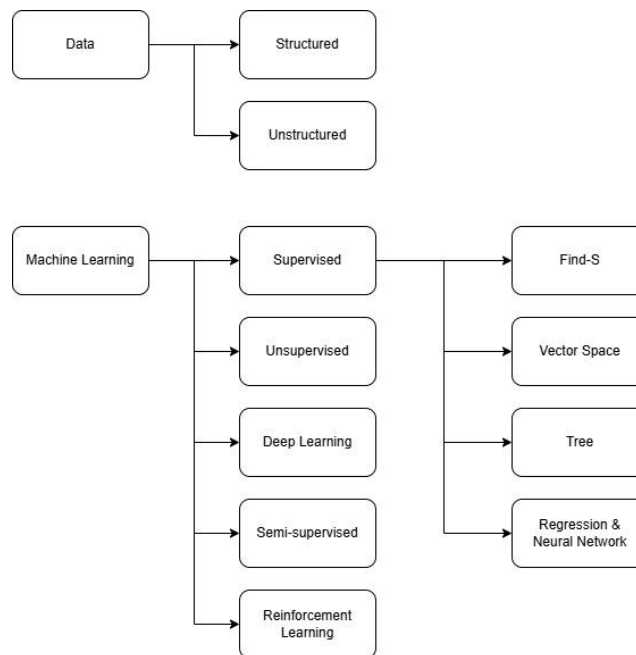 Data
Structured
Unstructured
Machine Learning
Supervised
Find-S
Unsupervised
Vector Space
Deep Learning
Tree
Semi-supervised
Regression &
Neural Network
Reinforcement
Learning